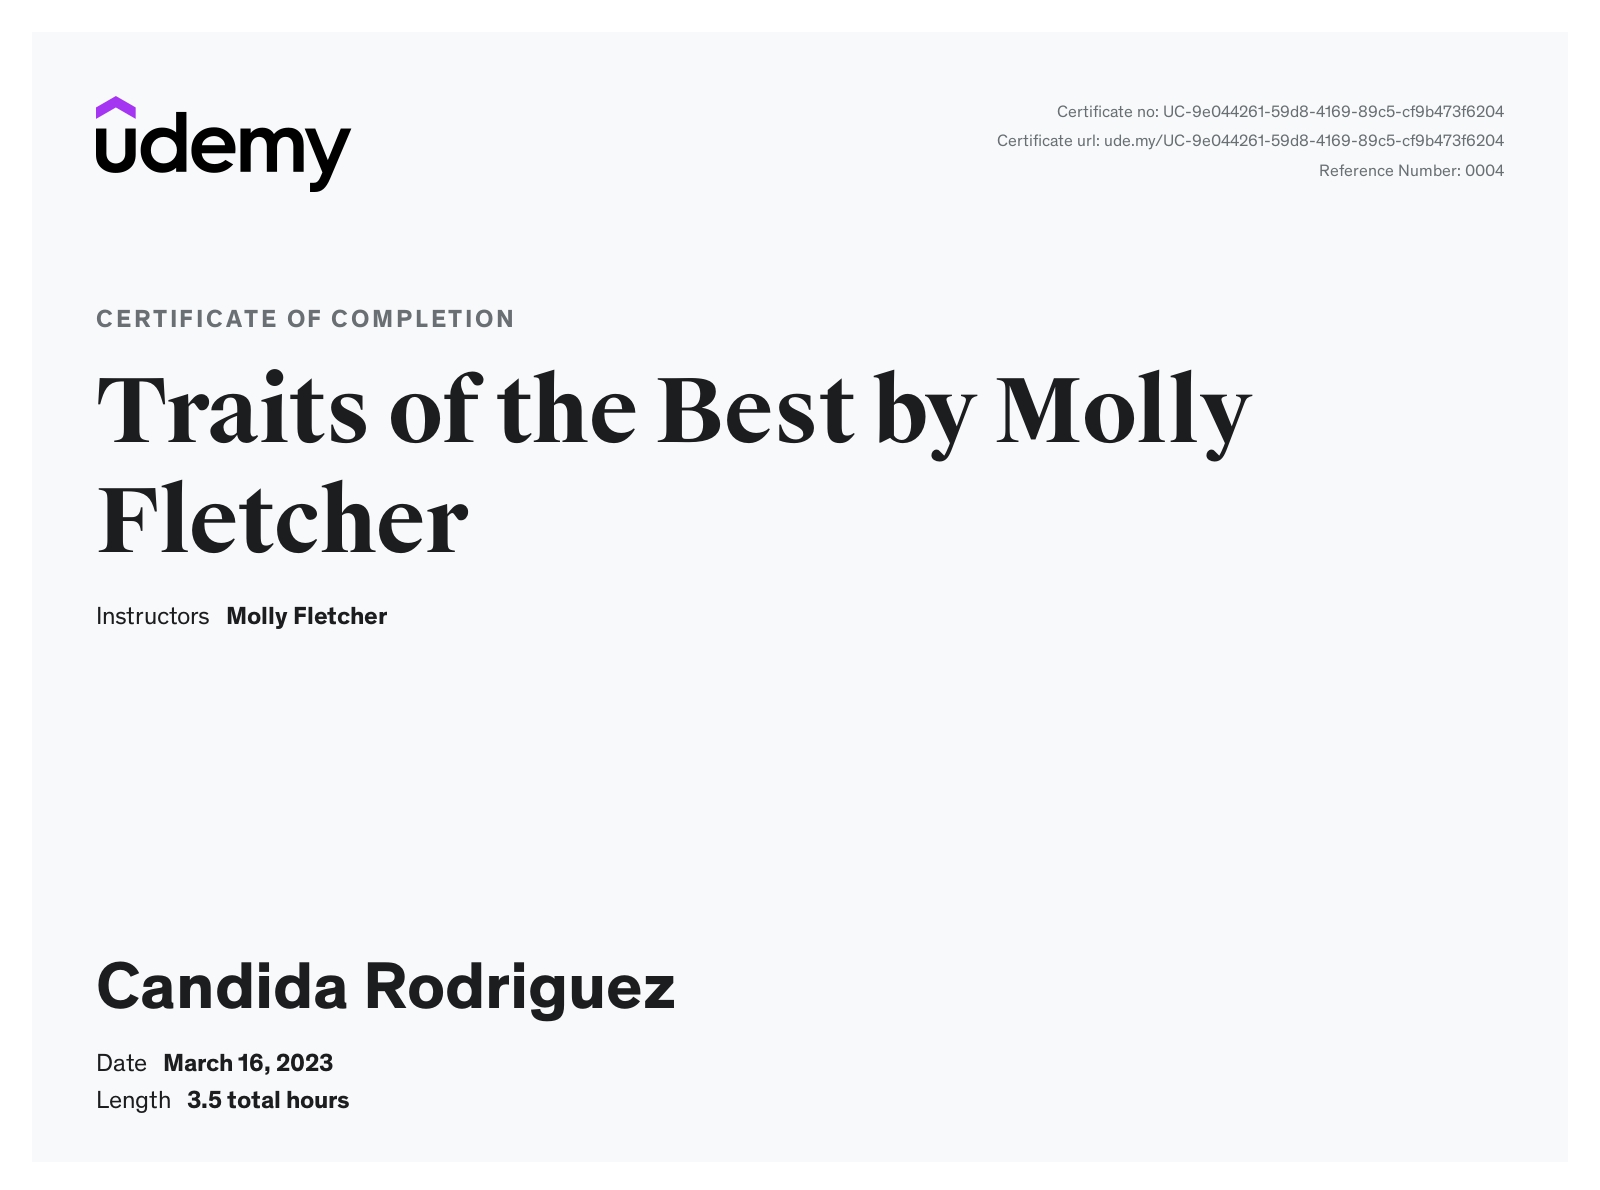 udemy
Certificate no: UC-9e044261-59d8-4169-89c5-cf9b473f6204
Certificate url: ude.my/UC-9e044261-59d8-4169-89c5-cf9b473f6204
Reference Number: 0004
CERTIFICATE OF COMPLETION
Traits of the Best by Molly
Fletcher
Instructors Molly Fletcher
Candida Rodriguez
Date March 16, 2023
Length 3.5 total hours